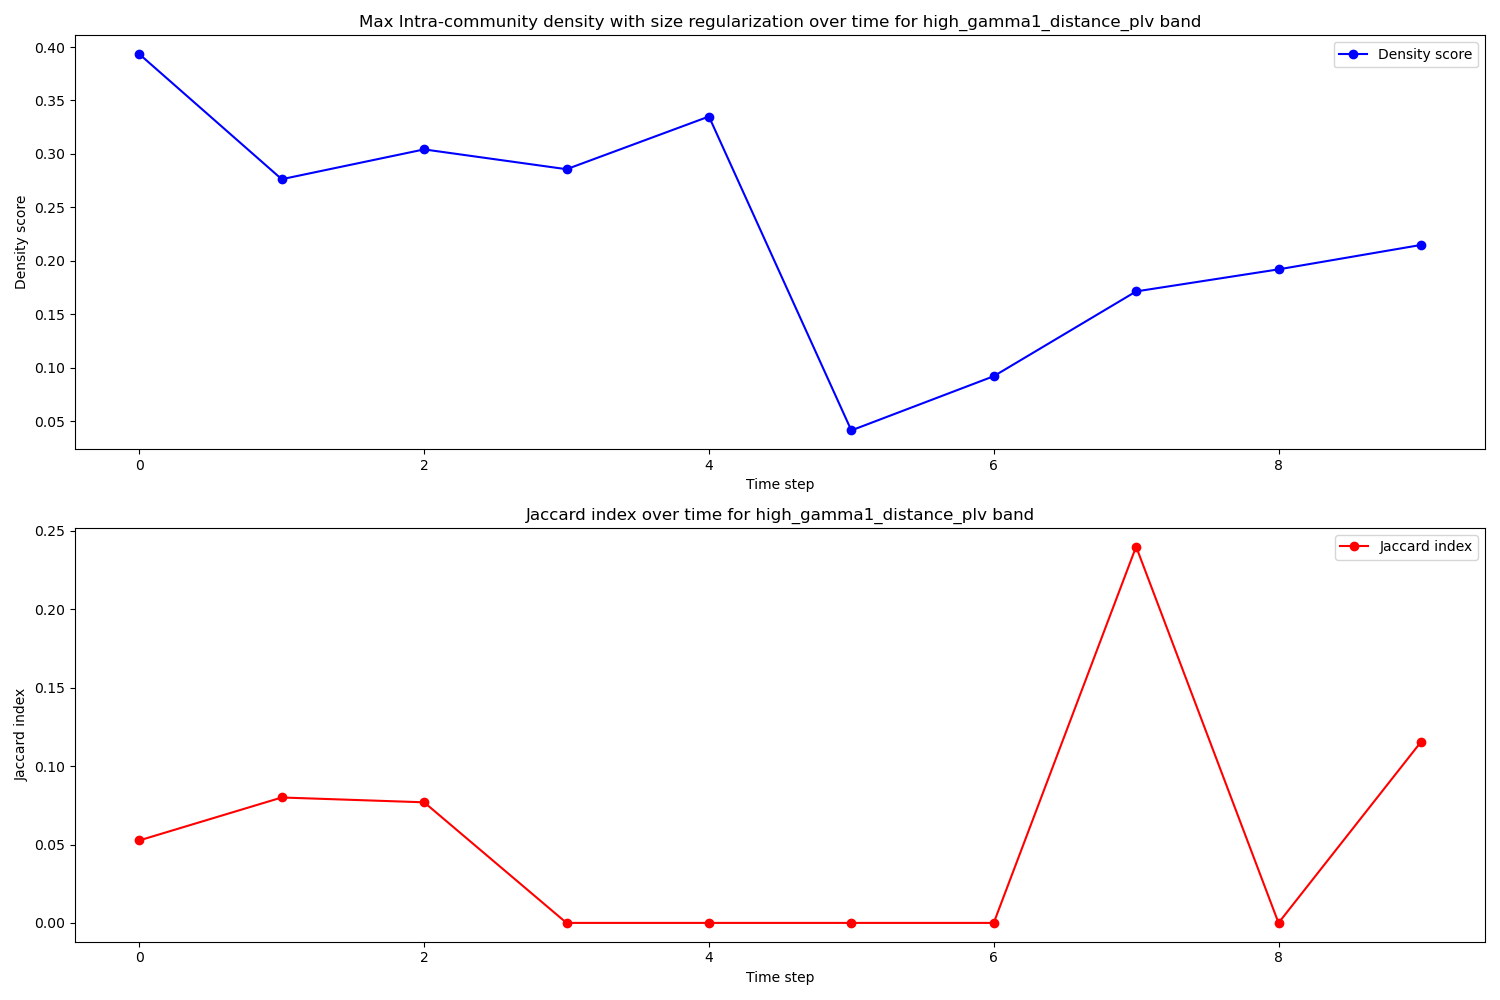 Max Intra-community density with size regularization over time for high_gamma1_distance_plv band
Density score
0.40
0.35
0.30
0.25
0.20
0.15
0.10
0.05
Density score
0 2 4 6 8
Time step
Jaccard index over time for high_gamma1_distance_plv band
Jaccard index
0.25
0.20
0.15
0.10
0.05
0.00
Jaccard index
0 2 4 6 8
Time step